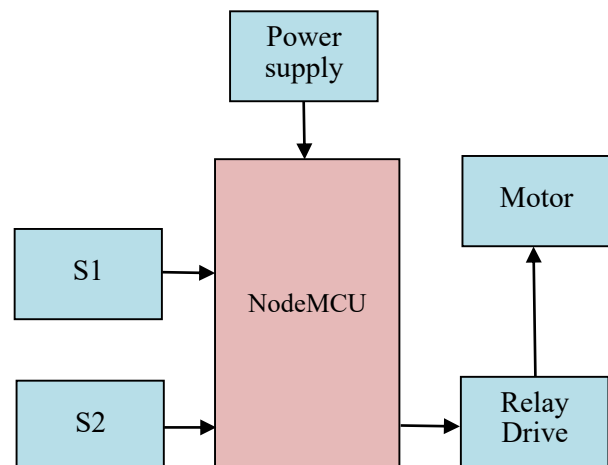 Power
supply
Motor
S1
NodeMCU
S2
Relay
Drive